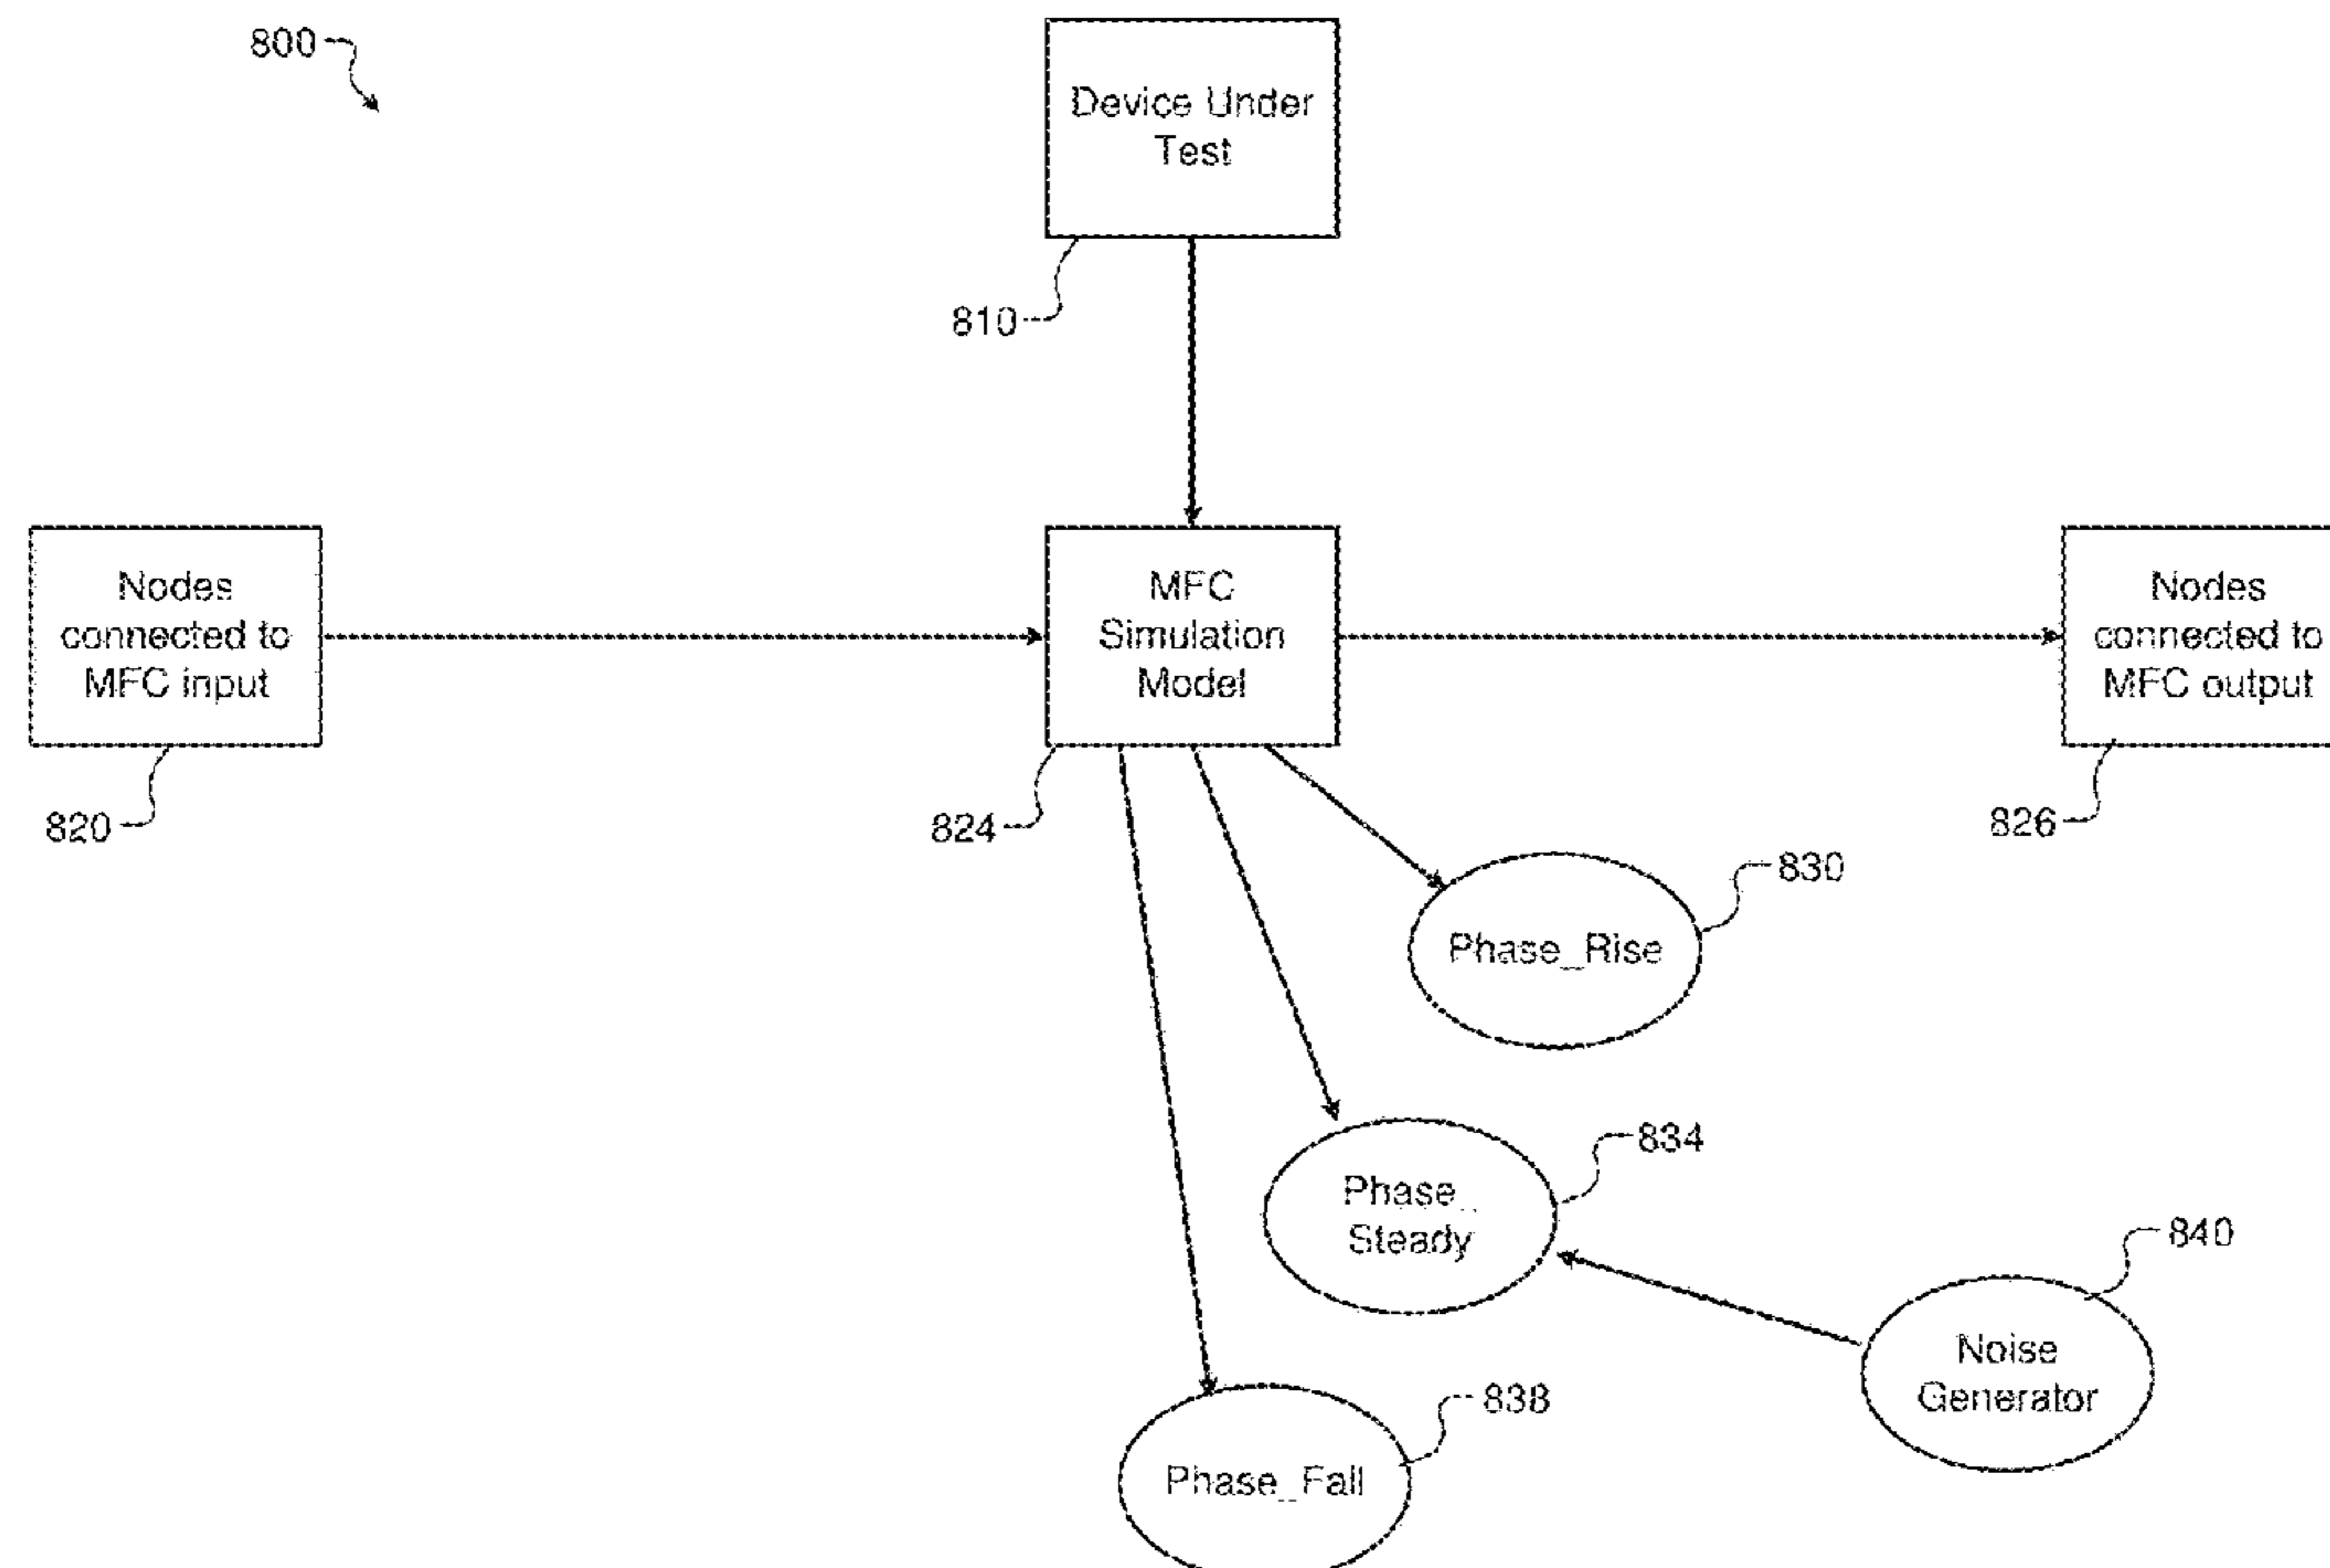 800
Device Under
Test
810
Nodes
connected to
MFC input
820
MFC
Simulation
Model
824
Nodes
connected to
MFC output
826
830
Phase_Rise
834
Phase_
Steady
840
Noise
Generator
838
Phase_Fall